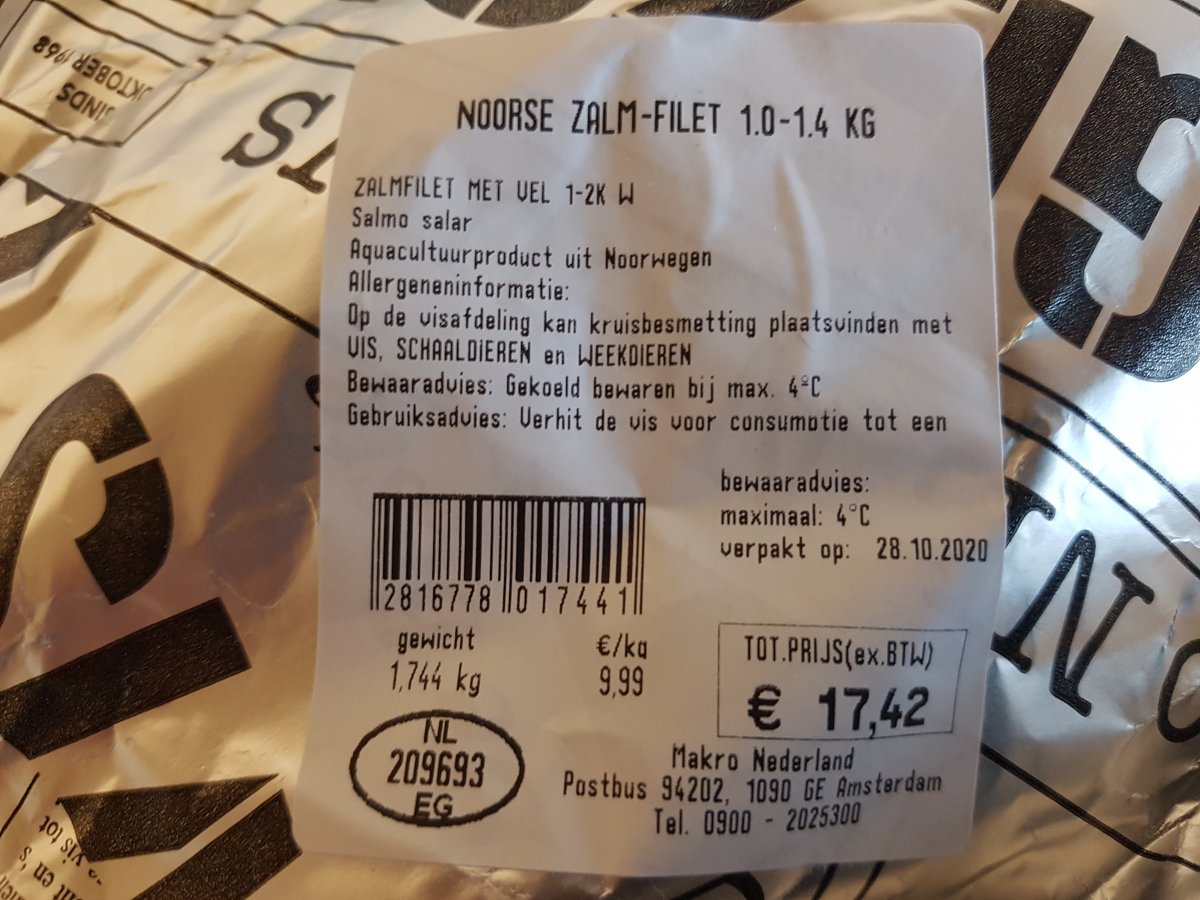 SINDS
OKTOBER 1968
NOORSE ZALM-FILET 1.0-1.4 KG
ZALMFILET MET VEL 1-2K W
Salmo salar
Aquacultuurproduct uit Noorwegen
Allergeneninformatie:
Op de visafdeling kan kruisbesmetting plaatsvinden met
VIS, SCHAALDIEREN en WEEKDIEREN
Bewaaradvies: Gekoeld bewaren bij max. 4ºC
Gebruiksadvies: Verhit de vis voor consumotie tot een
bewaaradvies:
maximaal: 4°C
verpakt op: 28.10.2020
2816778 017441
gewicht €/kg
1,744 kg 9,99
TOT.PRIJS(ex.BTW)
€ 17,42
NL
209693
EG
Makro Nederland
Postbus 94202, 1090 GE Amsterdam
Tel. 0900 - 2025300
vis tot